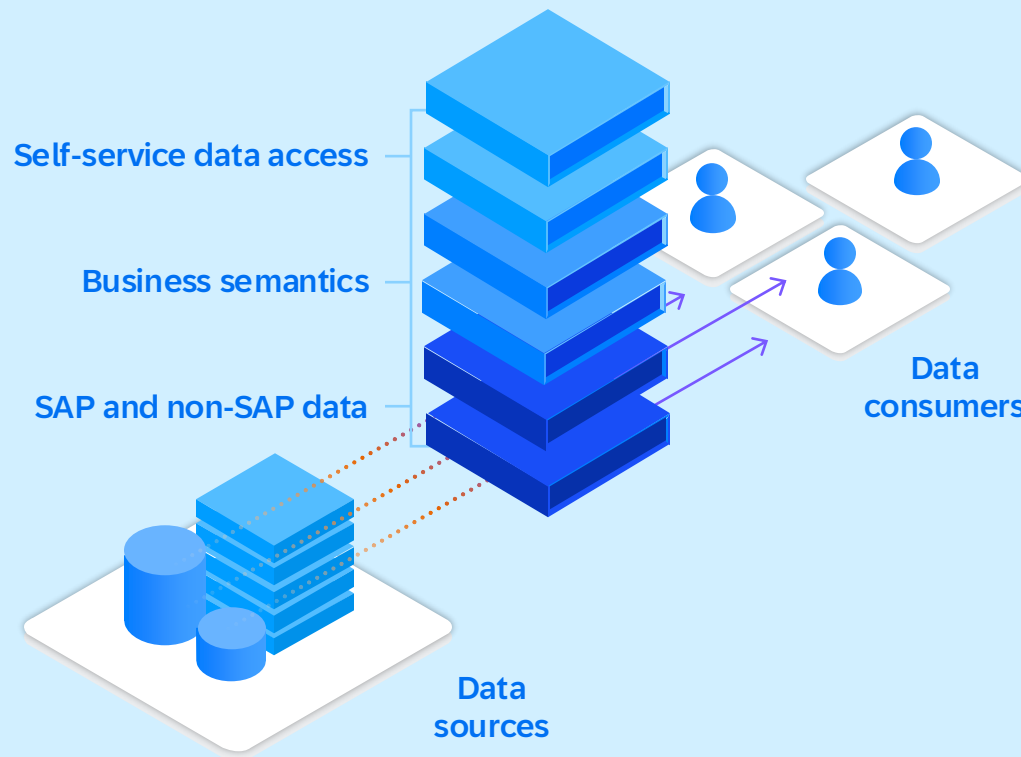 Self-service data access
Business semantics
SAP and non-SAP data
Data
consumers
Data
sources